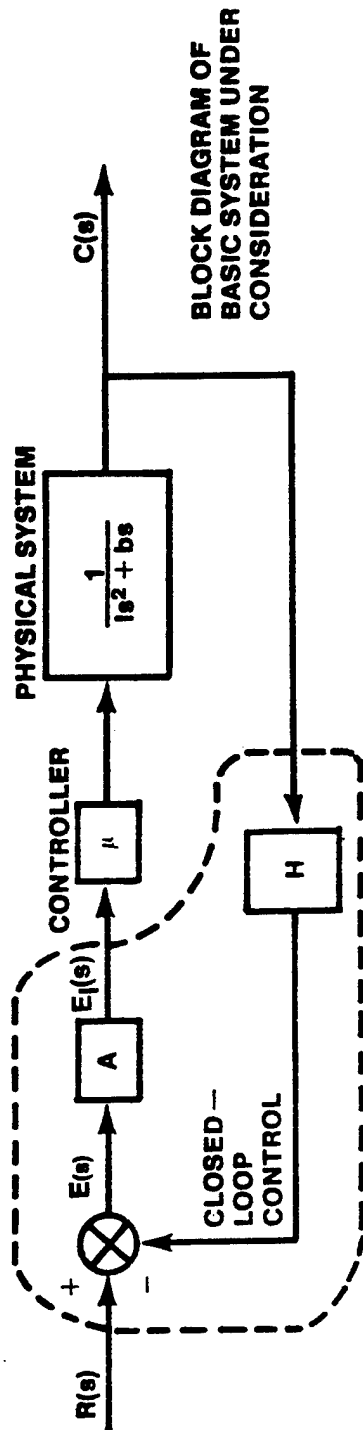 R(s)
+
−
E(s)
A
E₁(s)
CONTROLLER
μ
PHYSICAL SYSTEM
1
Is² + bs
C(s)
CLOSED—
LOOP
CONTROL
H
BLOCK DIAGRAM OF
BASIC SYSTEM UNDER
CONSIDERATION